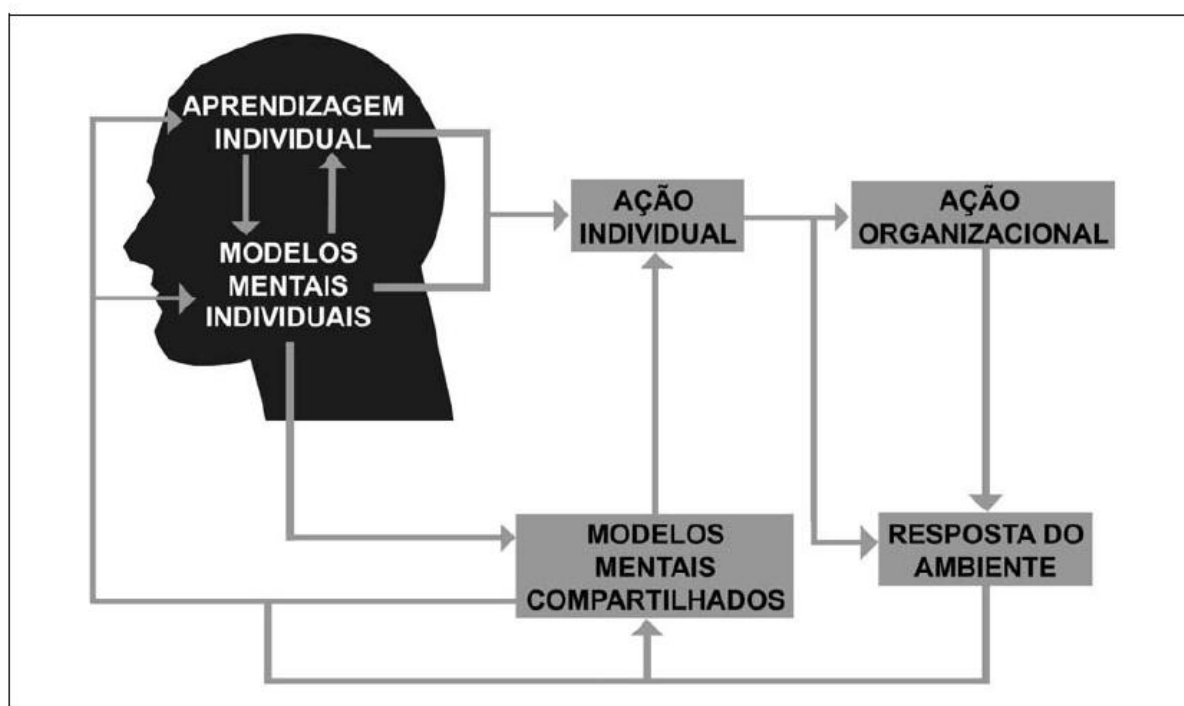 APRENDIZAGEM
INDIVIDUAL
MODELOS
MENTAIS
INDIVIDUAIS
AÇÃO
INDIVIDUAL
AÇÃO
ORGANIZACIONAL
MODELOS
MENTAIS
COMPARTILHADOS
RESPOSTA DO
AMBIENTE